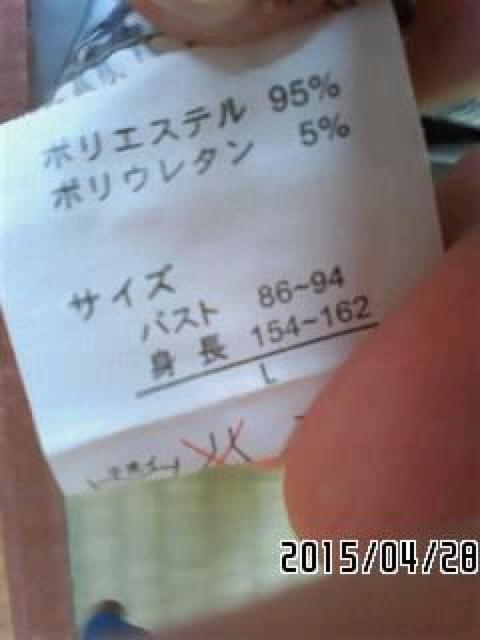 ポリエステル 95%
ポリウレタン 5%
サイズ
バスト 86~94
身長 154~162
L
2015/04/28